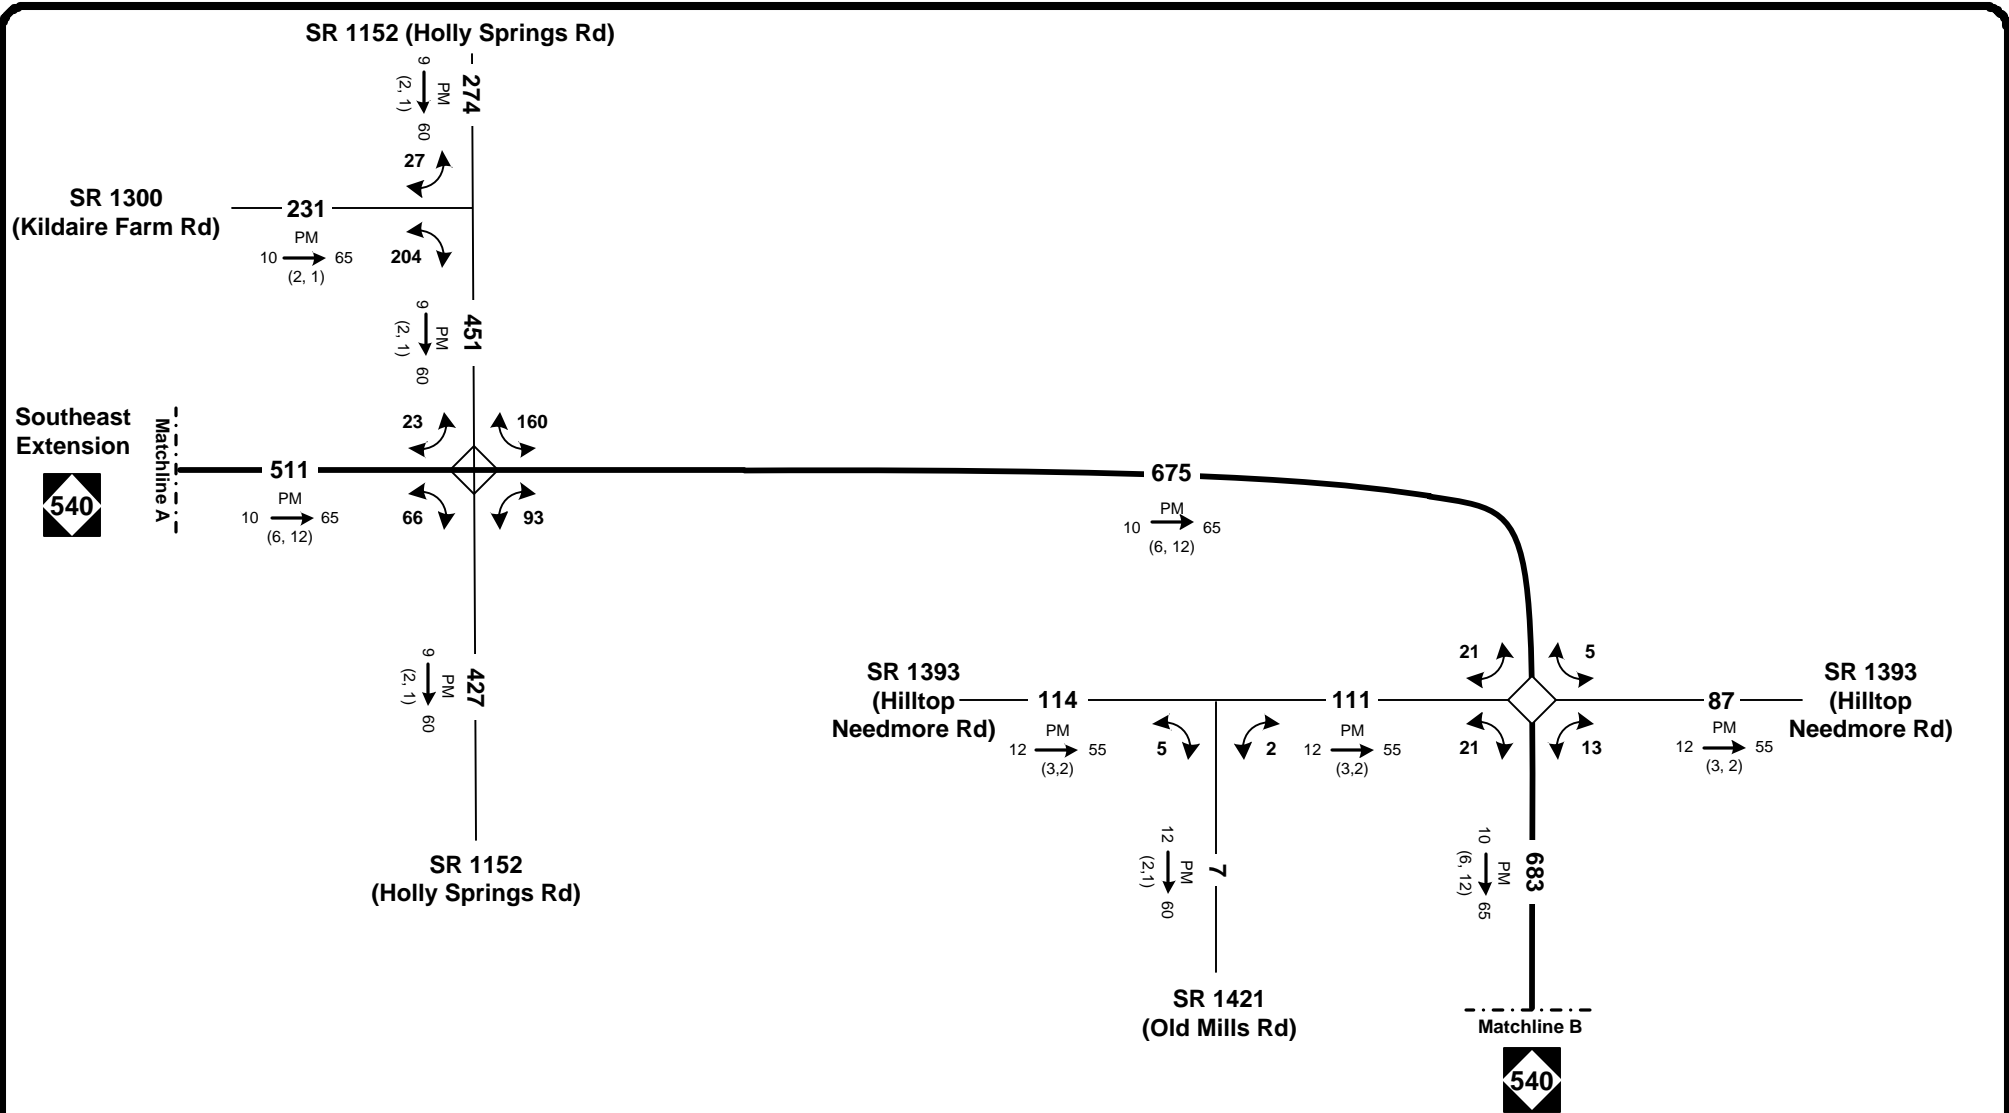 SR 1152 (Holly Springs Rd)
274
PM
9 60
(2, 1)
27
SR 1300
(Kildaire Farm Rd)
231
PM
10 65
(2, 1)
204
451
PM
9 60
(2, 1)
Southeast
Extension
540
Matchline A
511
PM
10 65
(6, 12)
23
160
66
93
675
PM
10 65
(6, 12)
427
PM
9 60
(2, 1)
SR 1152
(Holly Springs Rd)
SR 1393
(Hilltop
Needmore Rd)
114
PM
12 55
(3,2)
5
2
111
PM
12 55
(3,2)
21
5
21
13
87
PM
12 55
(3, 2)
SR 1393
(Hilltop
Needmore Rd)
7
PM
12 60
(2,1)
SR 1421
(Old Mills Rd)
683
PM
10 65
(6, 12)
Matchline B
540